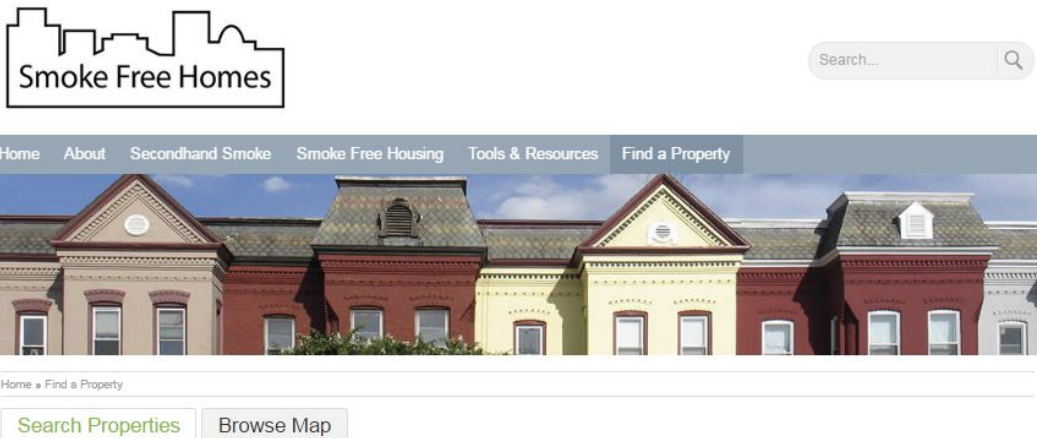 Smoke Free Homes
Search...
Home About Secondhand Smoke Smoke Free Housing Tools & Resources Find a Property
Home » Find a Property
Search Properties Browse Map